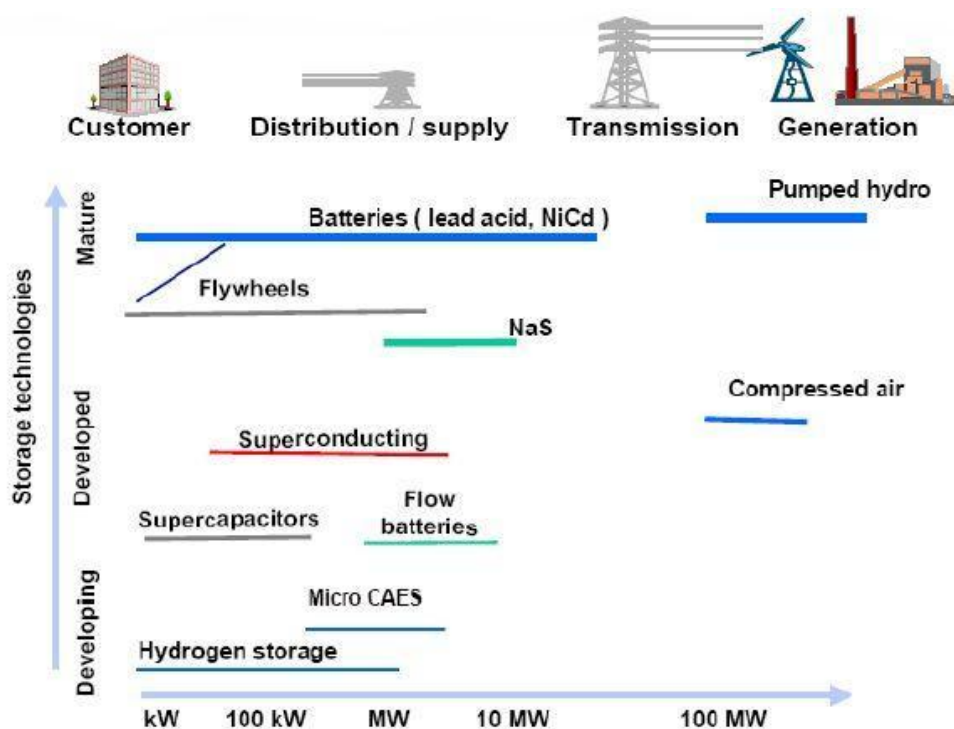 Customer
Distribution / supply
Transmission
Generation
Storage technologies
Mature
Developed
Developing
Pumped hydro
Batteries ( lead acid, NiCd )
Flywheels
NaS
Compressed air
Superconducting
Flow
batteries
Supercapacitors
Micro CAES
Hydrogen storage
kW
100 kW
MW
10 MW
100 MW